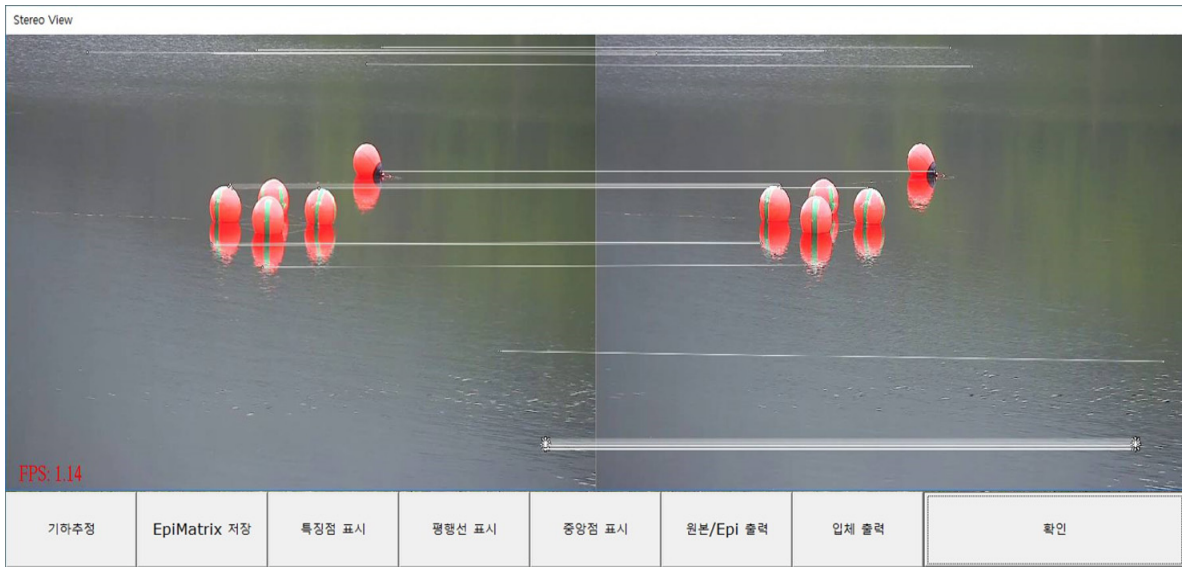 Stereo View
FPS: 1.14
기하추정
EpiMatrix 저장
특징점 표시
평행선 표시
중앙점 표시
원본/Epi 출력
입체 출력
확인